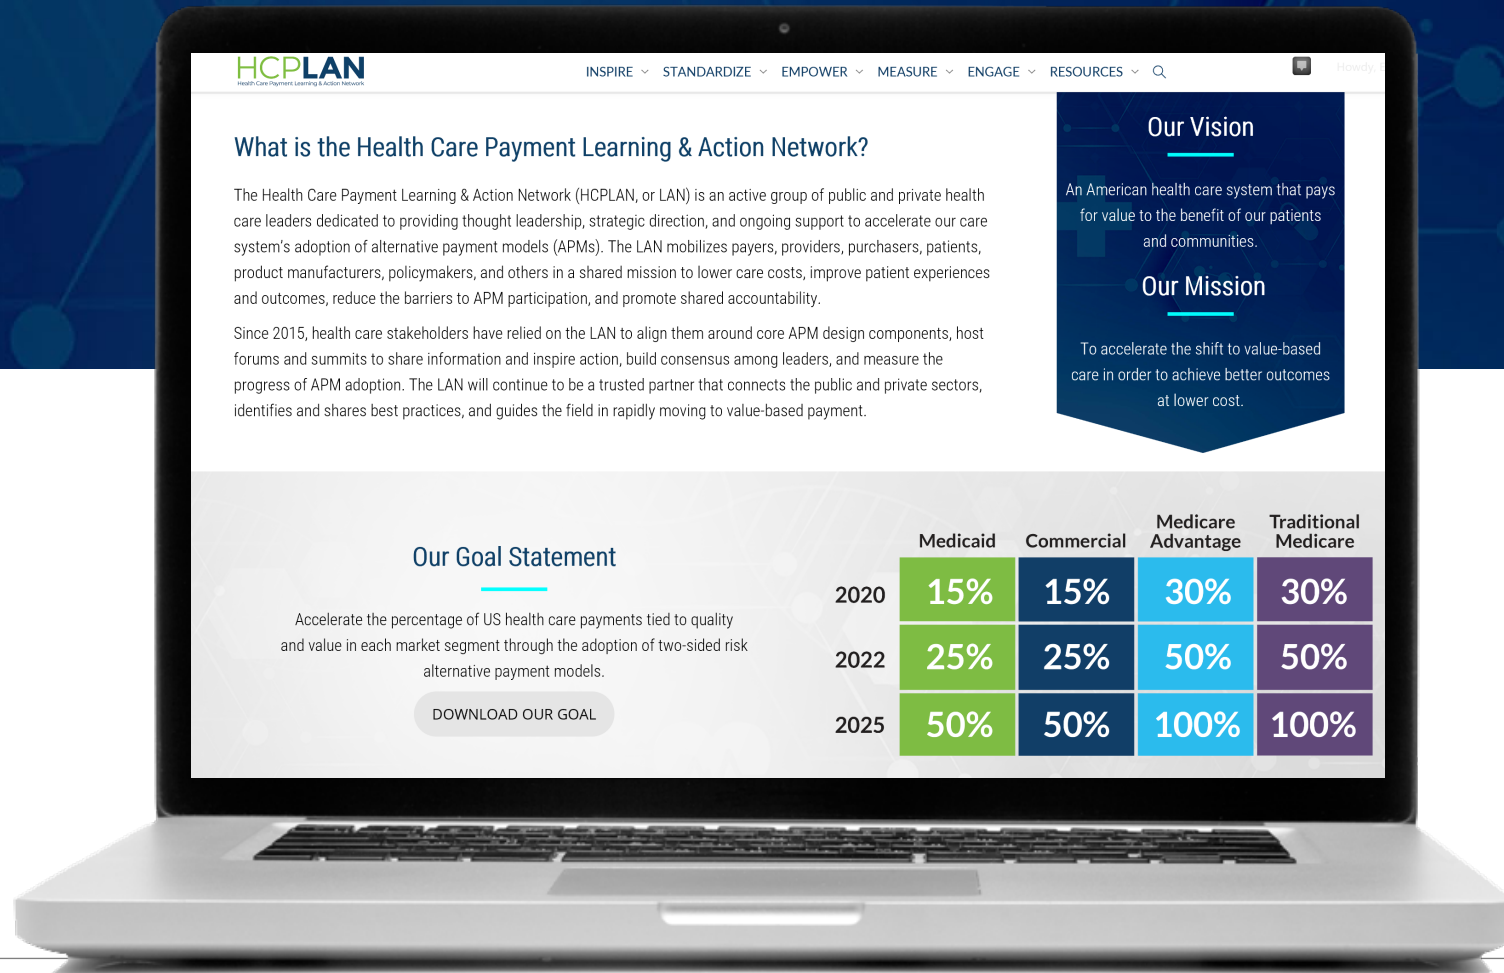 HCPLAN
Health Care Payment Learning & Action Network
INSPIRE
STANDARDIZE
EMPOWER
MEASURE
ENGAGE
RESOURCES
Howdy, E
What is the Health Care Payment Learning & Action Network?
The Health Care Payment Learning & Action Network (HCPLAN, or LAN) is an active group of public and private health
care leaders dedicated to providing thought leadership, strategic direction, and ongoing support to accelerate our care
system's adoption of alternative payment models (APMs). The LAN mobilizes payers, providers, purchasers, patients,
product manufacturers, policymakers, and others in a shared mission to lower care costs, improve patient experiences
and outcomes, reduce the barriers to APM participation, and promote shared accountability.
Since 2015, health care stakeholders have relied on the LAN to align them around core APM design components, host
forums and summits to share information and inspire action, build consensus among leaders, and measure the
progress of APM adoption. The LAN will continue to be a trusted partner that connects the public and private sectors,
identifies and shares best practices, and guides the field in rapidly moving to value-based payment.
Our Vision
An American health care system that pays
for value to the benefit of our patients
and communities.
Our Mission
To accelerate the shift to value-based
care in order to achieve better outcomes
at lower cost.
Our Goal Statement
Accelerate the percentage of US health care payments tied to quality
and value in each market segment through the adoption of two-sided risk
alternative payment models.
DOWNLOAD OUR GOAL
Medicaid Commercial Medicare Advantage Traditional Medicare
2020 15% 15% 30% 30%
2022 25% 25% 50% 50%
2025 50% 50% 100% 100%